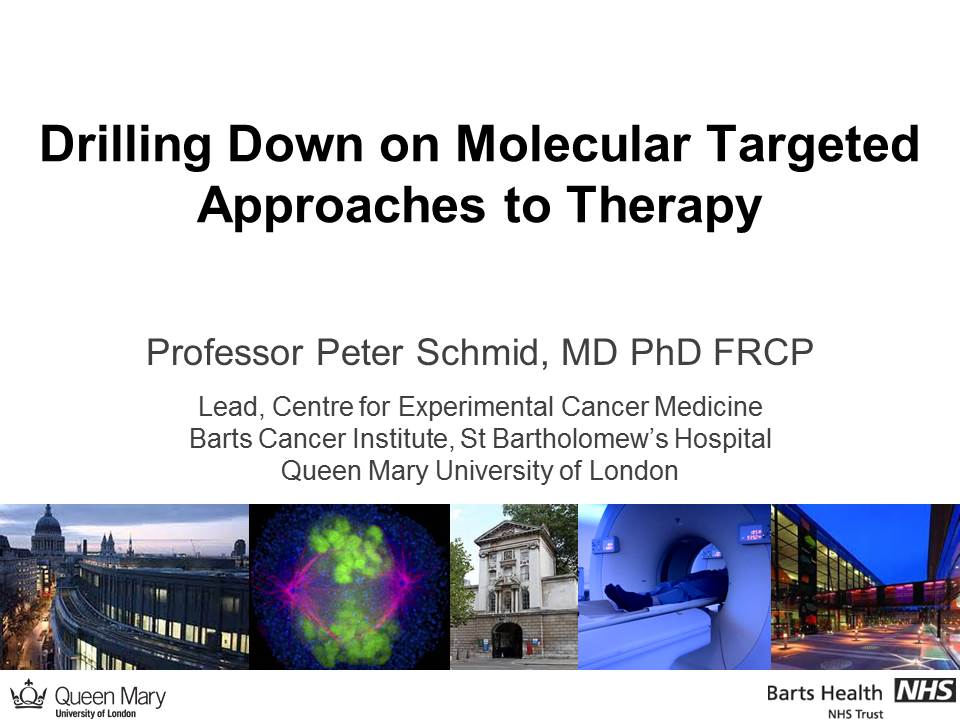 Drilling Down on Molecular Targeted
Approaches to Therapy
Professor Peter Schmid, MD PhD FRCP
Lead, Centre for Experimental Cancer Medicine
Barts Cancer Institute, St Bartholomew’s Hospital
Queen Mary University of London
Queen Mary
University of London
Barts Health NHS
NHS Trust